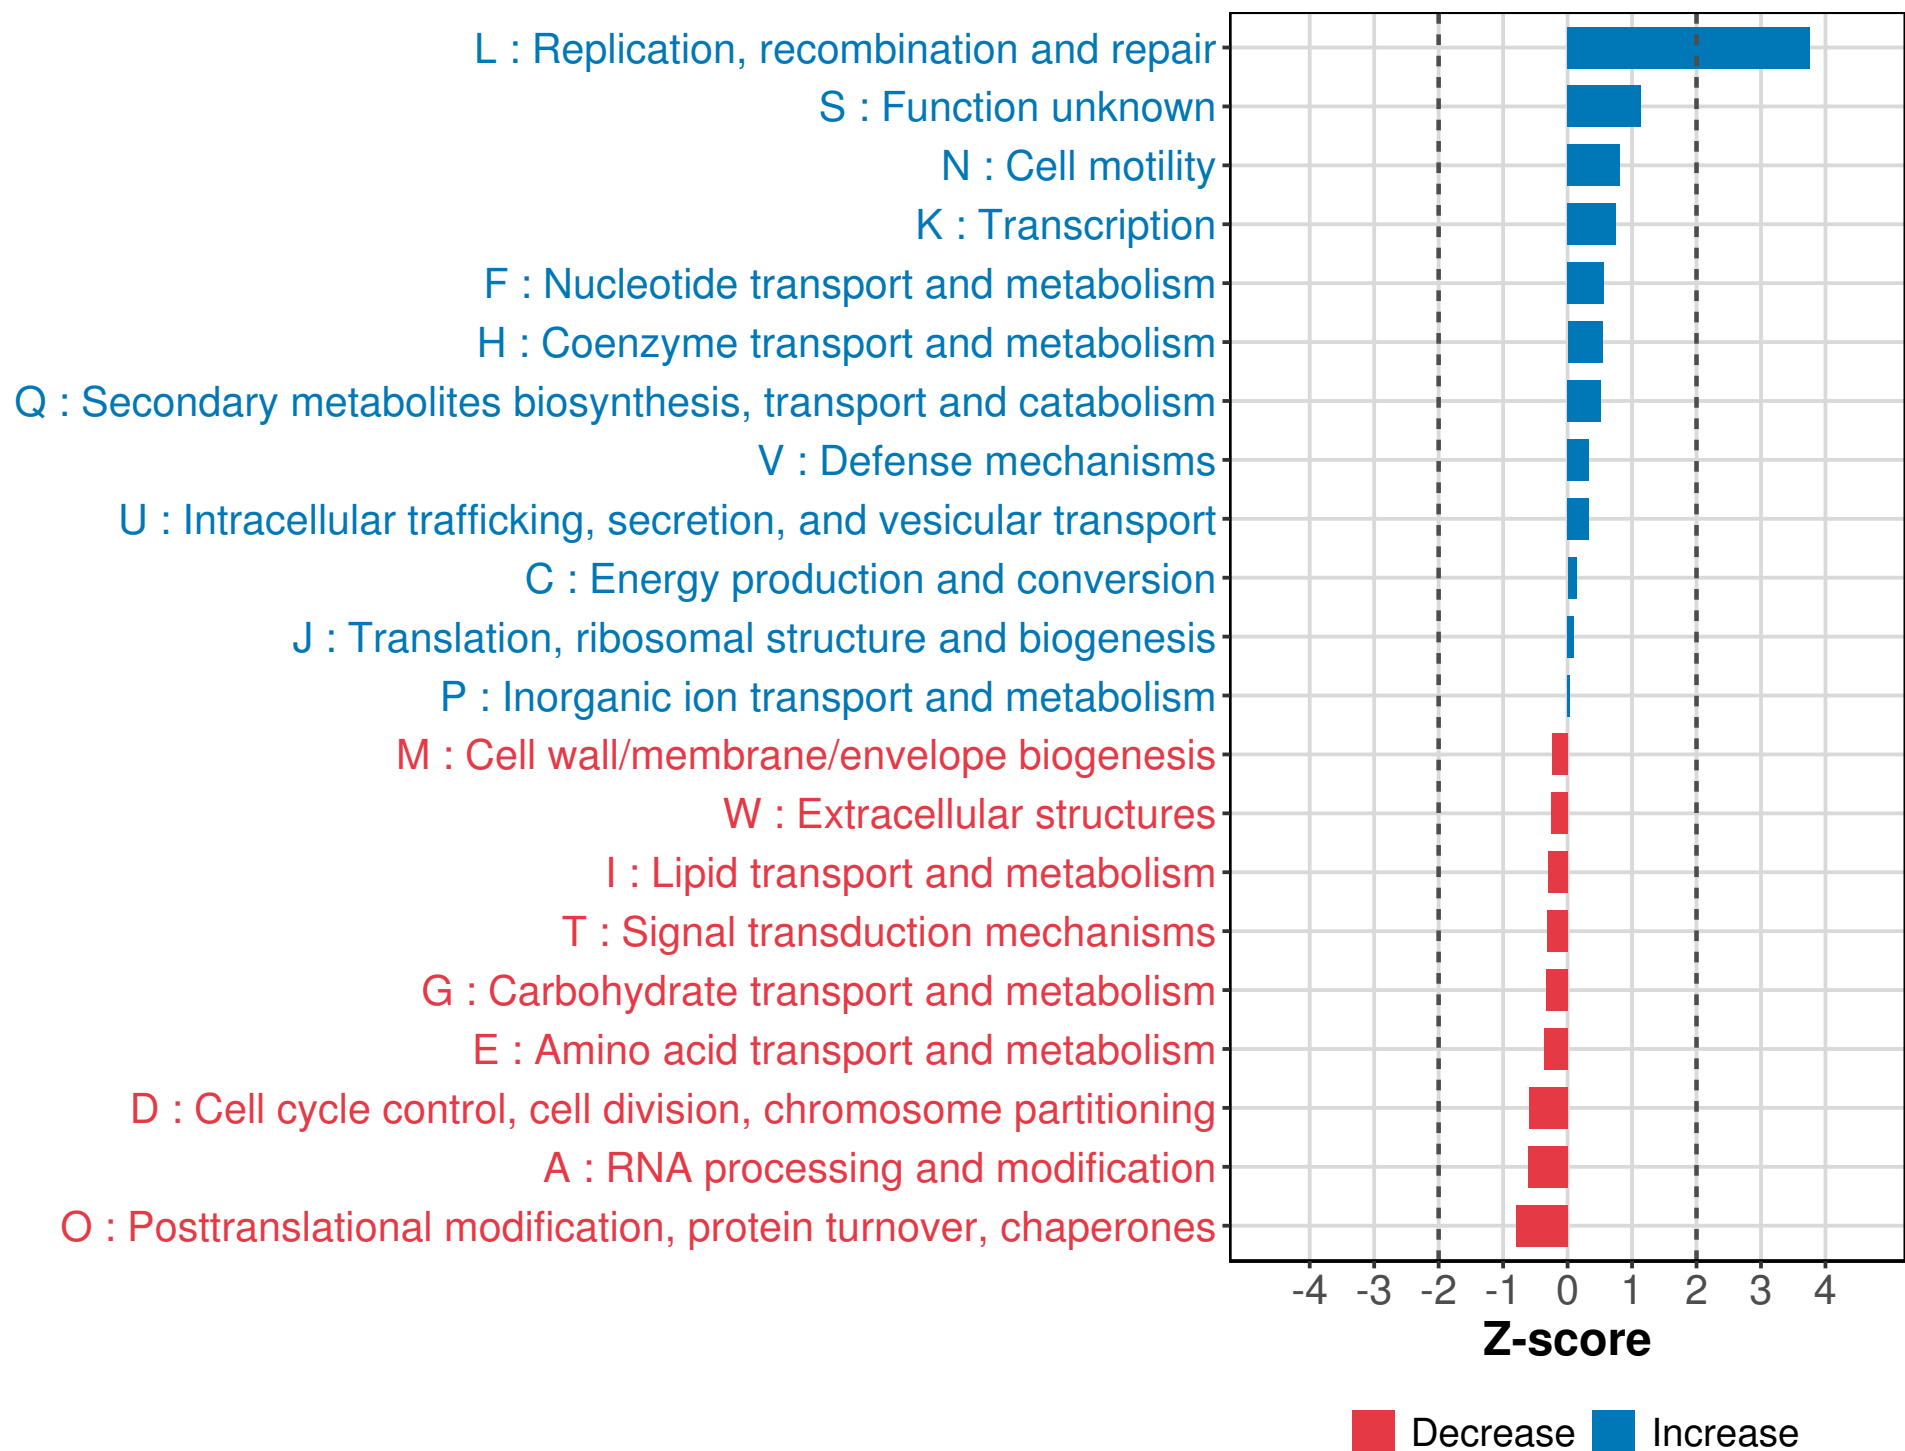 L : Replication, recombination and repair
S : Function unknown
N : Cell motility
K : Transcription
F : Nucleotide transport and metabolism
H : Coenzyme transport and metabolism
Q : Secondary metabolites biosynthesis, transport and catabolism
V : Defense mechanisms
U : Intracellular trafficking, secretion, and vesicular transport
C : Energy production and conversion
J : Translation, ribosomal structure and biogenesis
P : Inorganic ion transport and metabolism
M : Cell wall/membrane/envelope biogenesis
W : Extracellular structures
I : Lipid transport and metabolism
T : Signal transduction mechanisms
G : Carbohydrate transport and metabolism
E : Amino acid transport and metabolism
D : Cell cycle control, cell division, chromosome partitioning
A : RNA processing and modification
O : Posttranslational modification, protein turnover, chaperones
-4 -3 -2 -1 0 1 2 3 4
Z-score
Decrease Increase